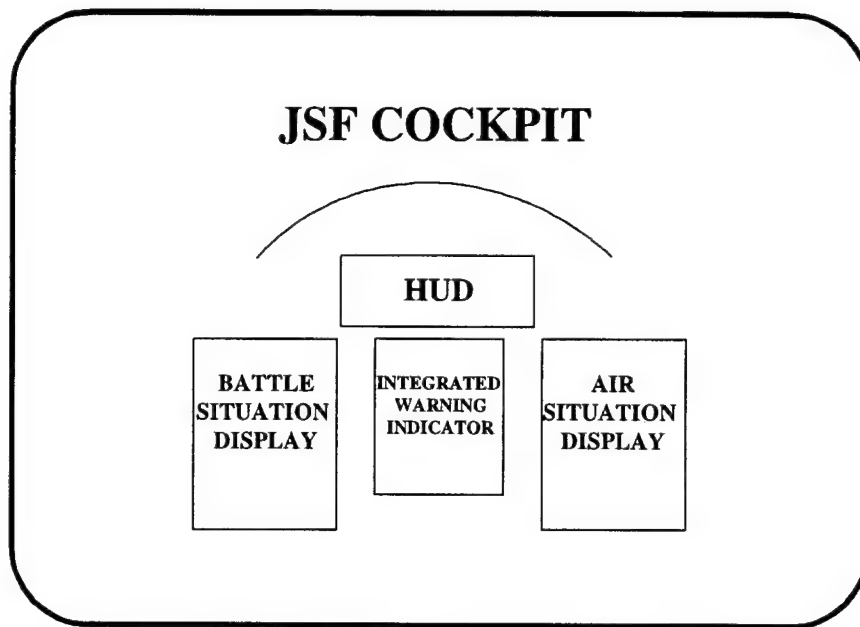 JSF COCKPIT
HUD
BATTLE
SITUATION
DISPLAY
INTEGRATED
WARNING
INDICATOR
AIR
SITUATION
DISPLAY